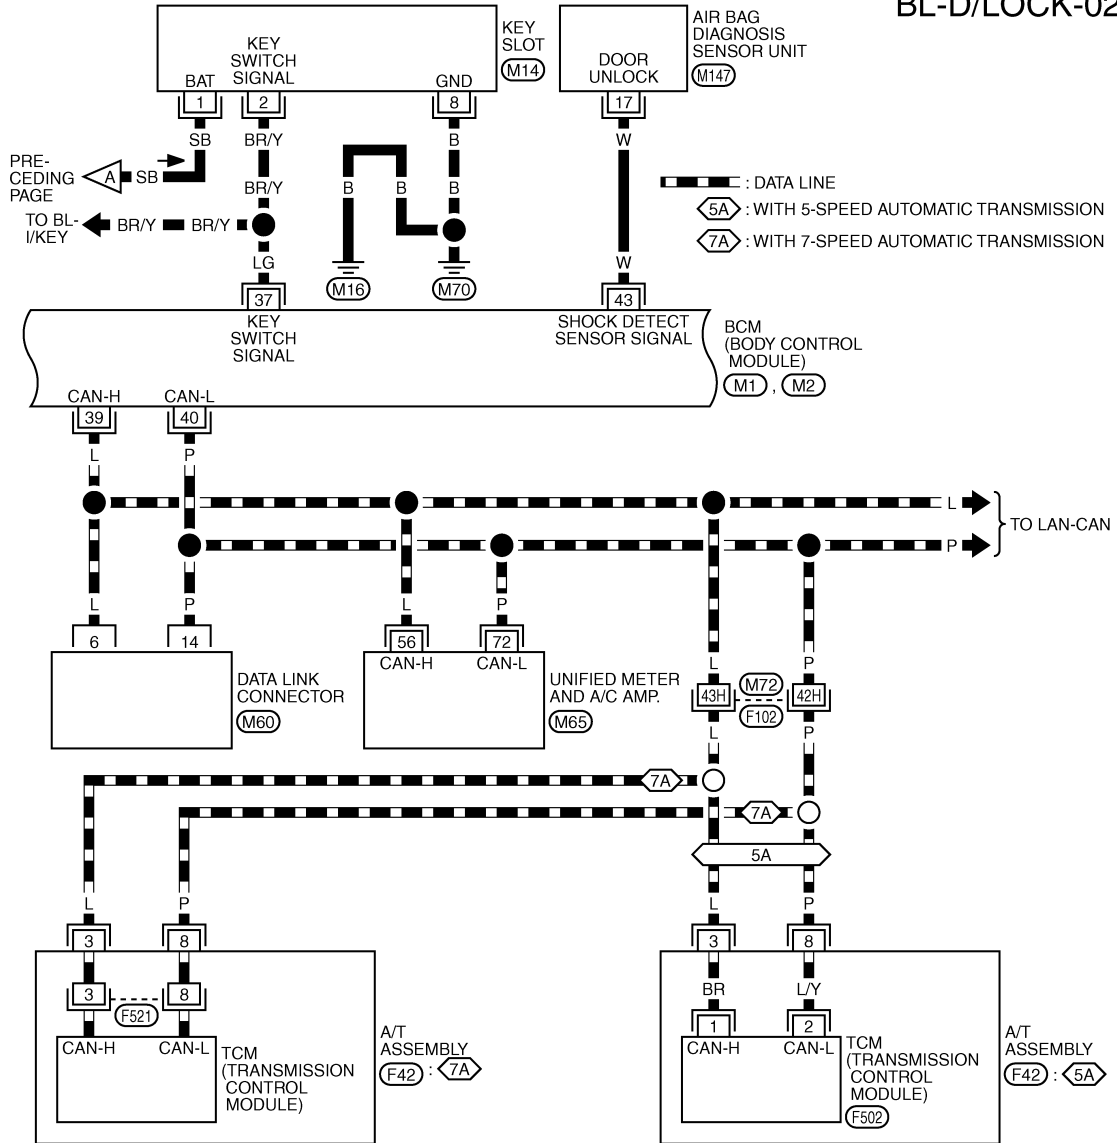 BL-D/LOCK-02
KEY
SLOT
M14
AIR BAG
DIAGNOSIS
SENSOR UNIT
M147
KEY
SWITCH
SIGNAL
BAT
GND
DOOR
UNLOCK
1
2
8
17
SB
BR/Y
B
W
PRE-
CEDING
PAGE
A
SB
BR/Y
B
B
B
: DATA LINE
5A : WITH 5-SPEED AUTOMATIC TRANSMISSION
7A : WITH 7-SPEED AUTOMATIC TRANSMISSION
TO BL-
I/KEY
BR/Y
BR/Y
LG
W
M16
M70
37
43
KEY
SWITCH
SIGNAL
SHOCK DETECT
SENSOR SIGNAL
BCM
(BODY CONTROL
MODULE)
M1 , M2
CAN-H
CAN-L
39
40
L
P
L
TO LAN-CAN
P
L
P
L
P
6
14
56
72
CAN-H
CAN-L
DATA LINK
CONNECTOR
M60
UNIFIED METER
AND A/C AMP.
M65
L
P
43H
M72
42H
F102
L
P
7A
7A
5A
L
P
L
P
3
8
3
8
3
8
F521
BR
L/Y
1
2
CAN-H
CAN-L
TCM
(TRANSMISSION
CONTROL
MODULE)
A/T
ASSEMBLY
F42 : 7A
CAN-H
CAN-L
TCM
(TRANSMISSION
CONTROL
MODULE)
F502
A/T
ASSEMBLY
F42 : 5A